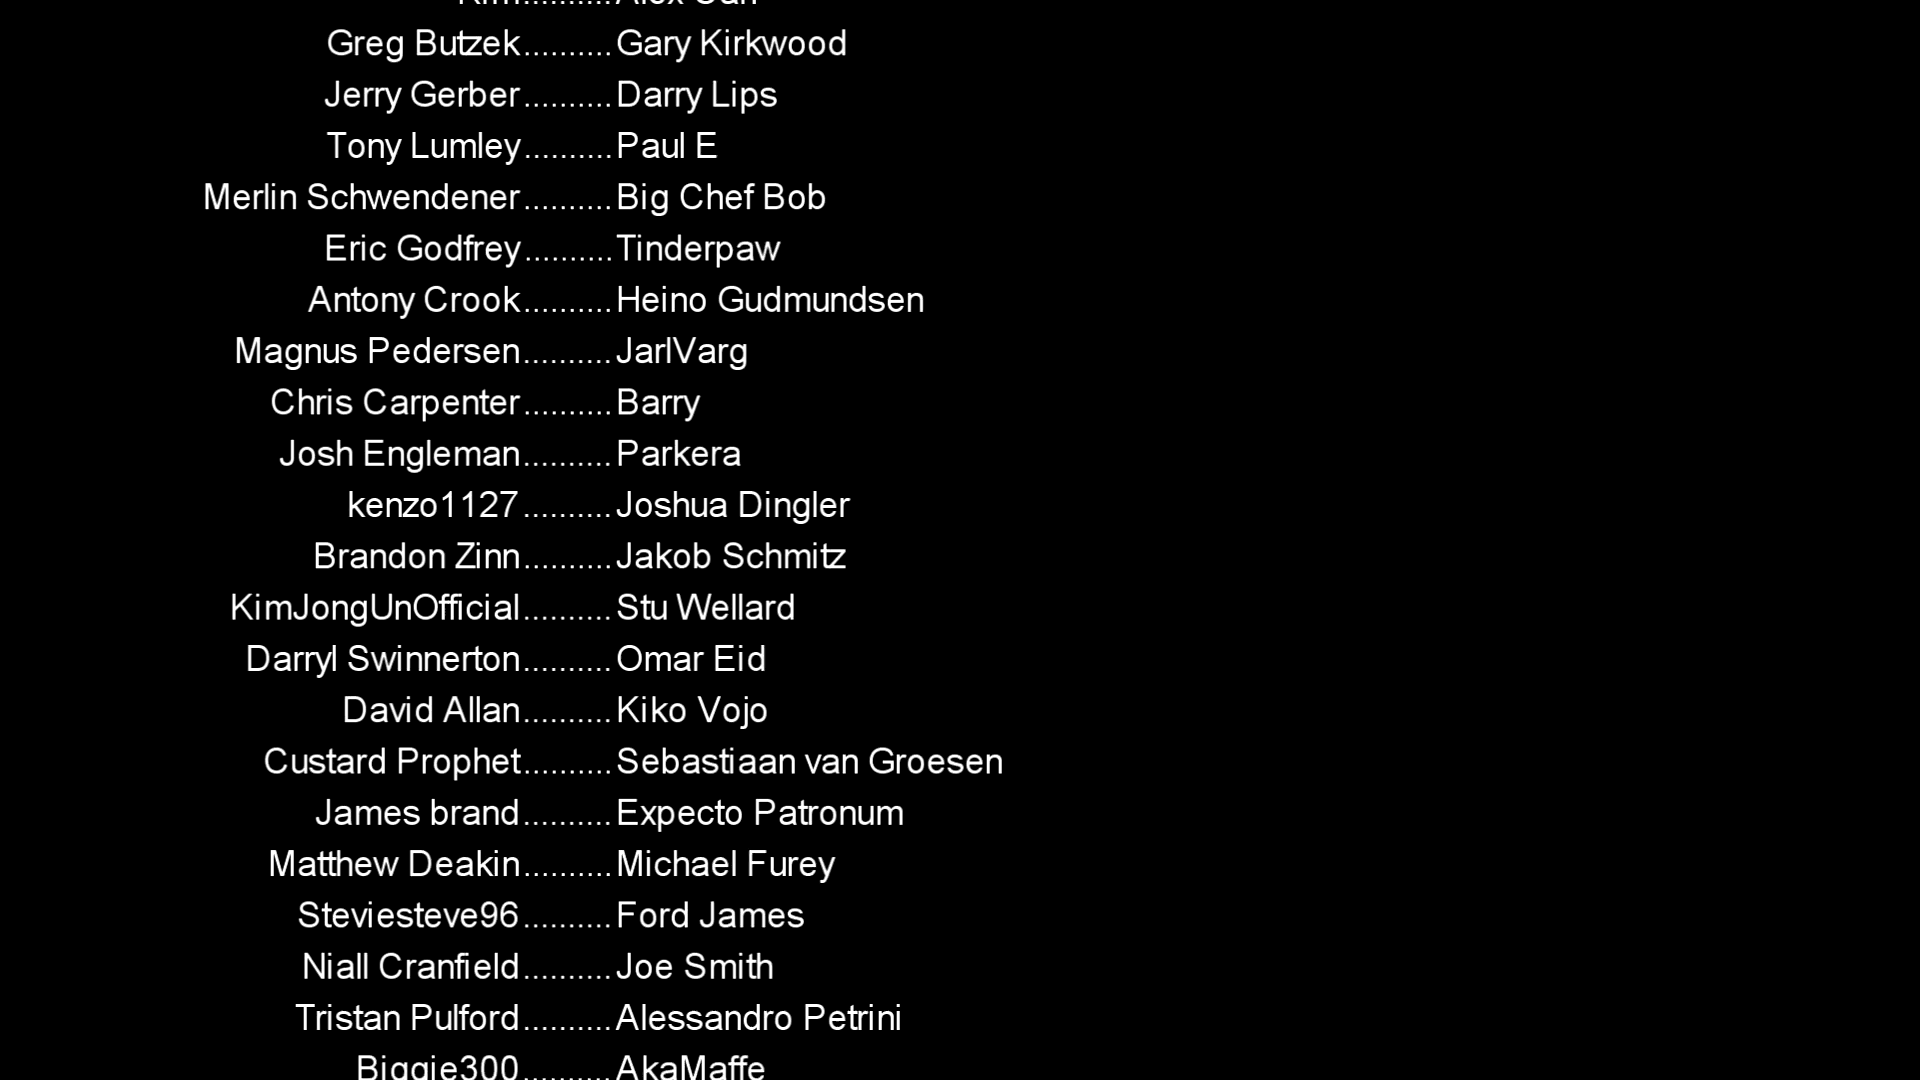 Greg Butzek..........Gary Kirkwood
Jerry Gerber..........Darry Lips
Tony Lumley..........Paul E
Merlin Schwendener..........Big Chef Bob
Eric Godfrey..........Tinderpaw
Antony Crook..........Heino Gudmundsen
Magnus Pedersen..........JarlVarg
Chris Carpenter..........Barry
Josh Engleman..........Parkera
kenzo1127..........Joshua Dingler
Brandon Zinn..........Jakob Schmitz
KimJongUnOfficial..........Stu Wellard
Darryl Swinnerton..........Omar Eid
David Allan..........Kiko Vojo
Custard Prophet..........Sebastiaan van Groesen
James brand..........Expecto Patronum
Matthew Deakin..........Michael Furey
Steviesteve96..........Ford James
Niall Cranfield..........Joe Smith
Tristan Pulford..........Alessandro Petrini
Biggie300..........AkaMaffe